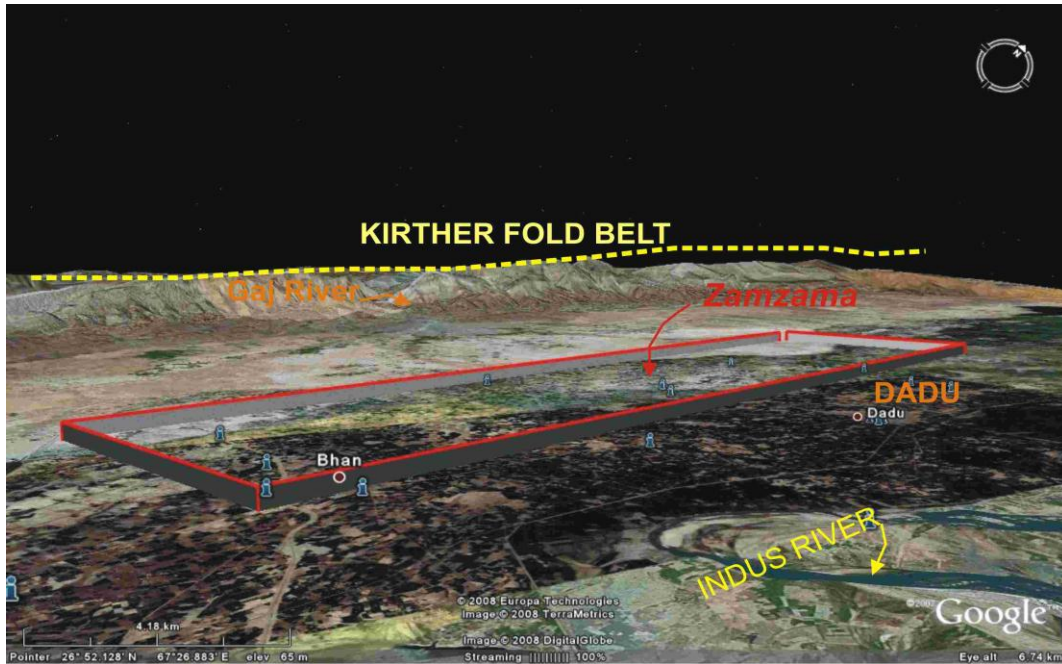 N
KIRTHER FOLD BELT
Gaj River
Zamzama
DADU
Dadu
Bhan
INDUS RIVER
© 2008 Europa Technologies
Image © 2008 TerraMetrics
Image © 2008 DigitalGlobe
©2007 Google™
4.18 km
Pointer 26°52.128' N 67°26.883' E elev 65 m Streaming |||||||||| 100% Eye alt 6.74 km